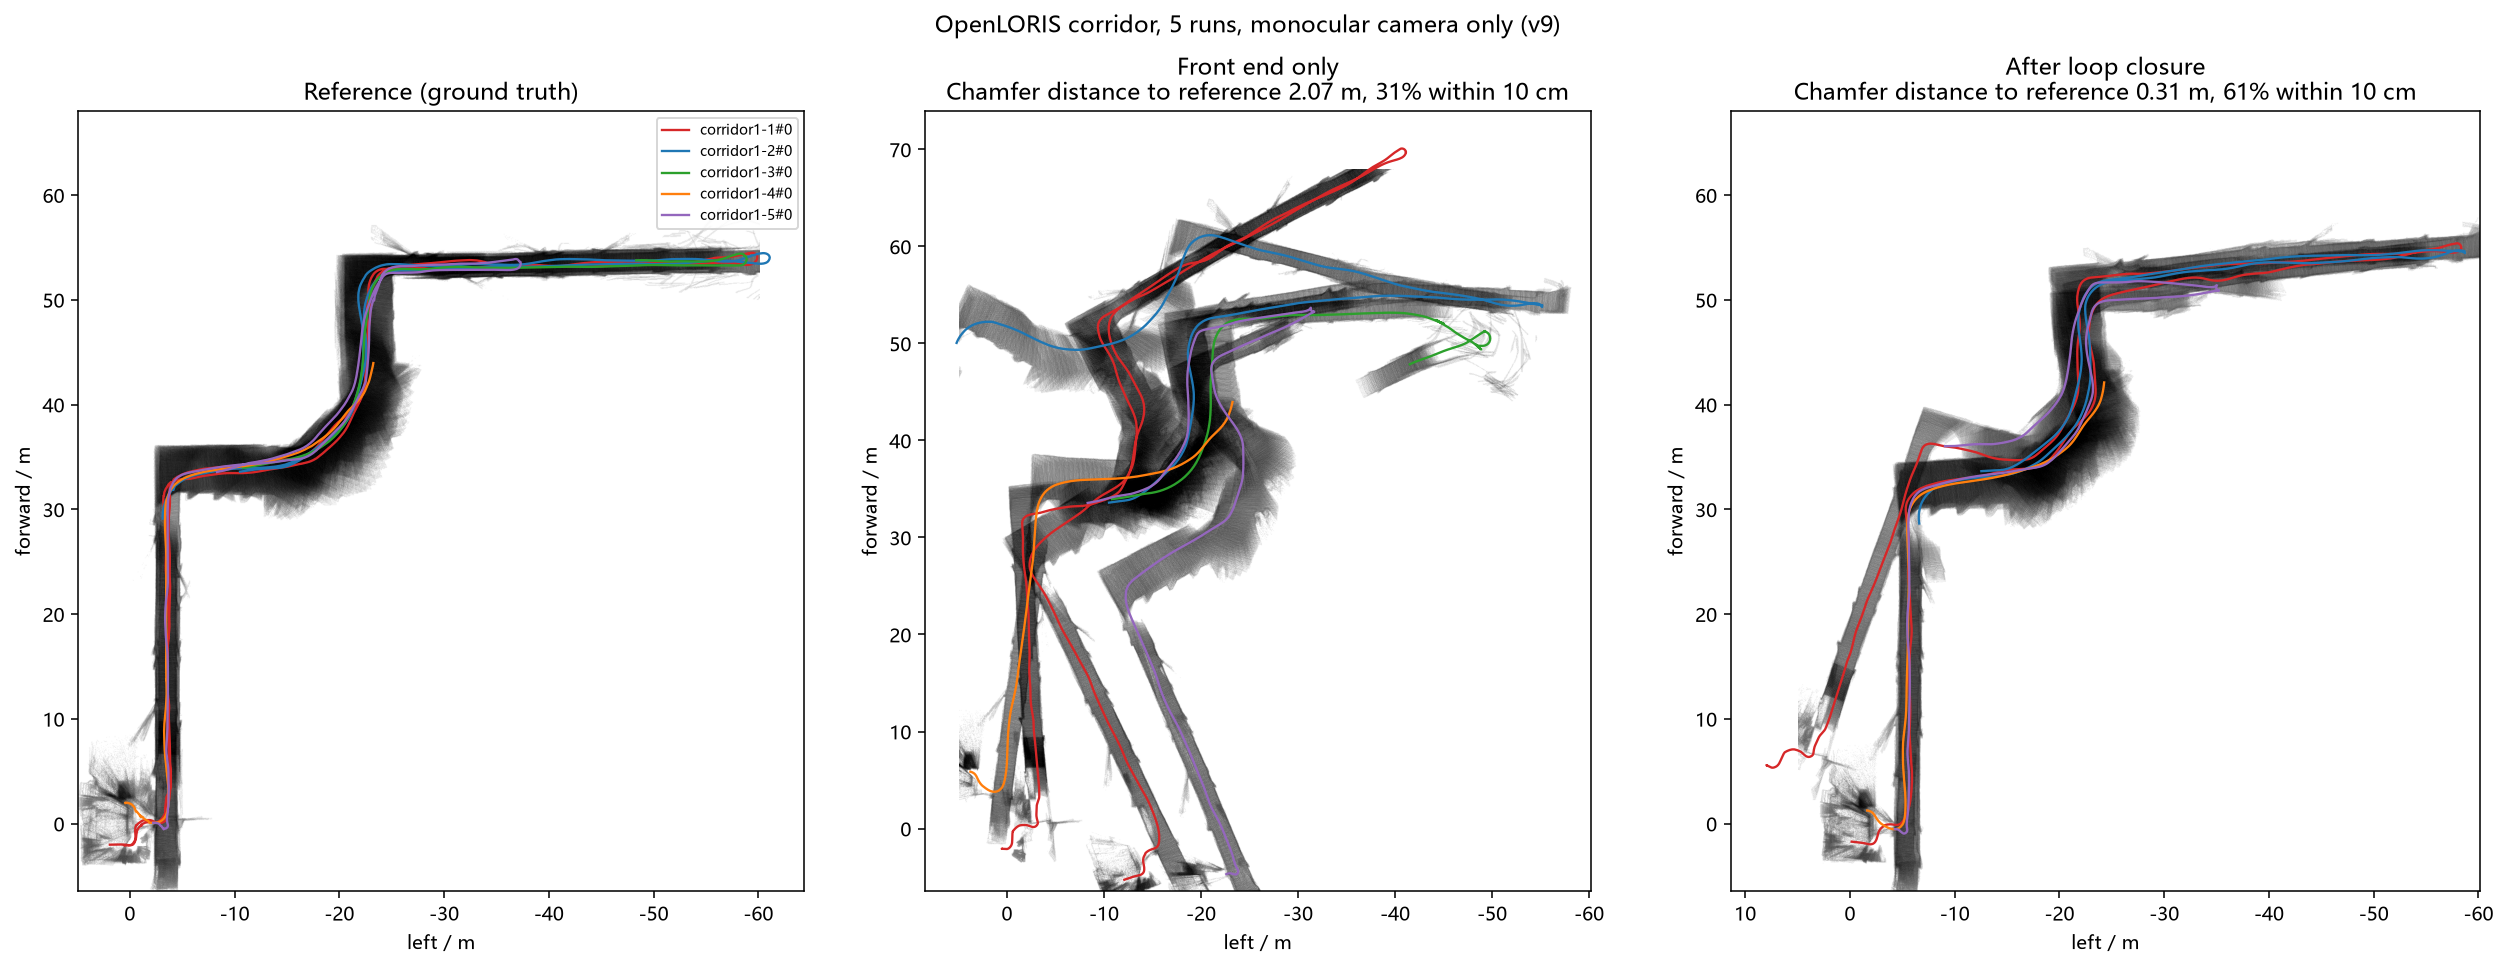 OpenLORIS corridor, 5 runs, monocular camera only (v9)
Reference (ground truth)
corridor1-1#0
corridor1-2#0
corridor1-3#0
corridor1-4#0
corridor1-5#0
60
50
40
30
20
10
0
forward / m
0
-10
-20
-30
-40
-50
-60
left / m
Front end only
Chamfer distance to reference 2.07 m, 31% within 10 cm
70
60
50
40
30
20
10
0
forward / m
0
-10
-20
-30
-40
-50
-60
left / m
After loop closure
Chamfer distance to reference 0.31 m, 61% within 10 cm
60
50
40
30
20
10
0
forward / m
10
0
-10
-20
-30
-40
-50
-60
left / m